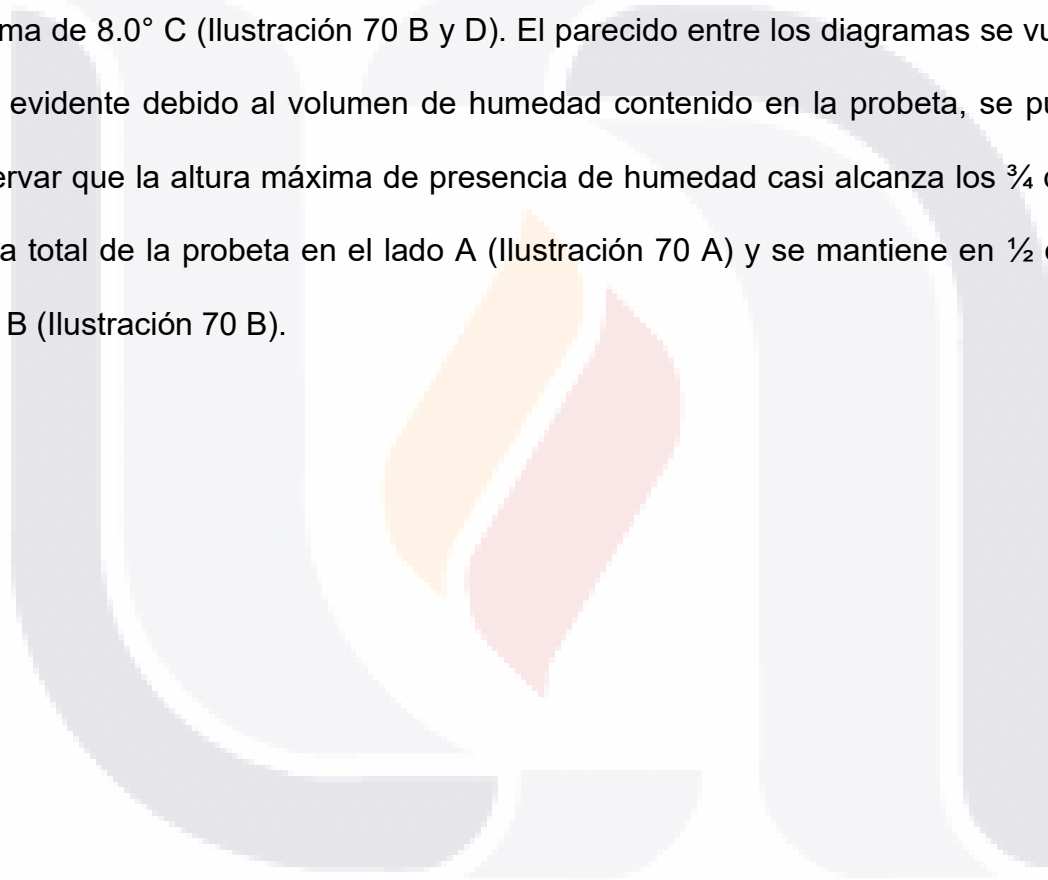 ma de 8.0° C (Ilustración 70 B y D). El parecido entre los diagramas se vu
evidente debido al volumen de humedad contenido en la probeta, se pu
ervar que la altura máxima de presencia de humedad casi alcanza los ¾
a total de la probeta en el lado A (Ilustración 70 A) y se mantiene en ½
B (Ilustración 70 B).